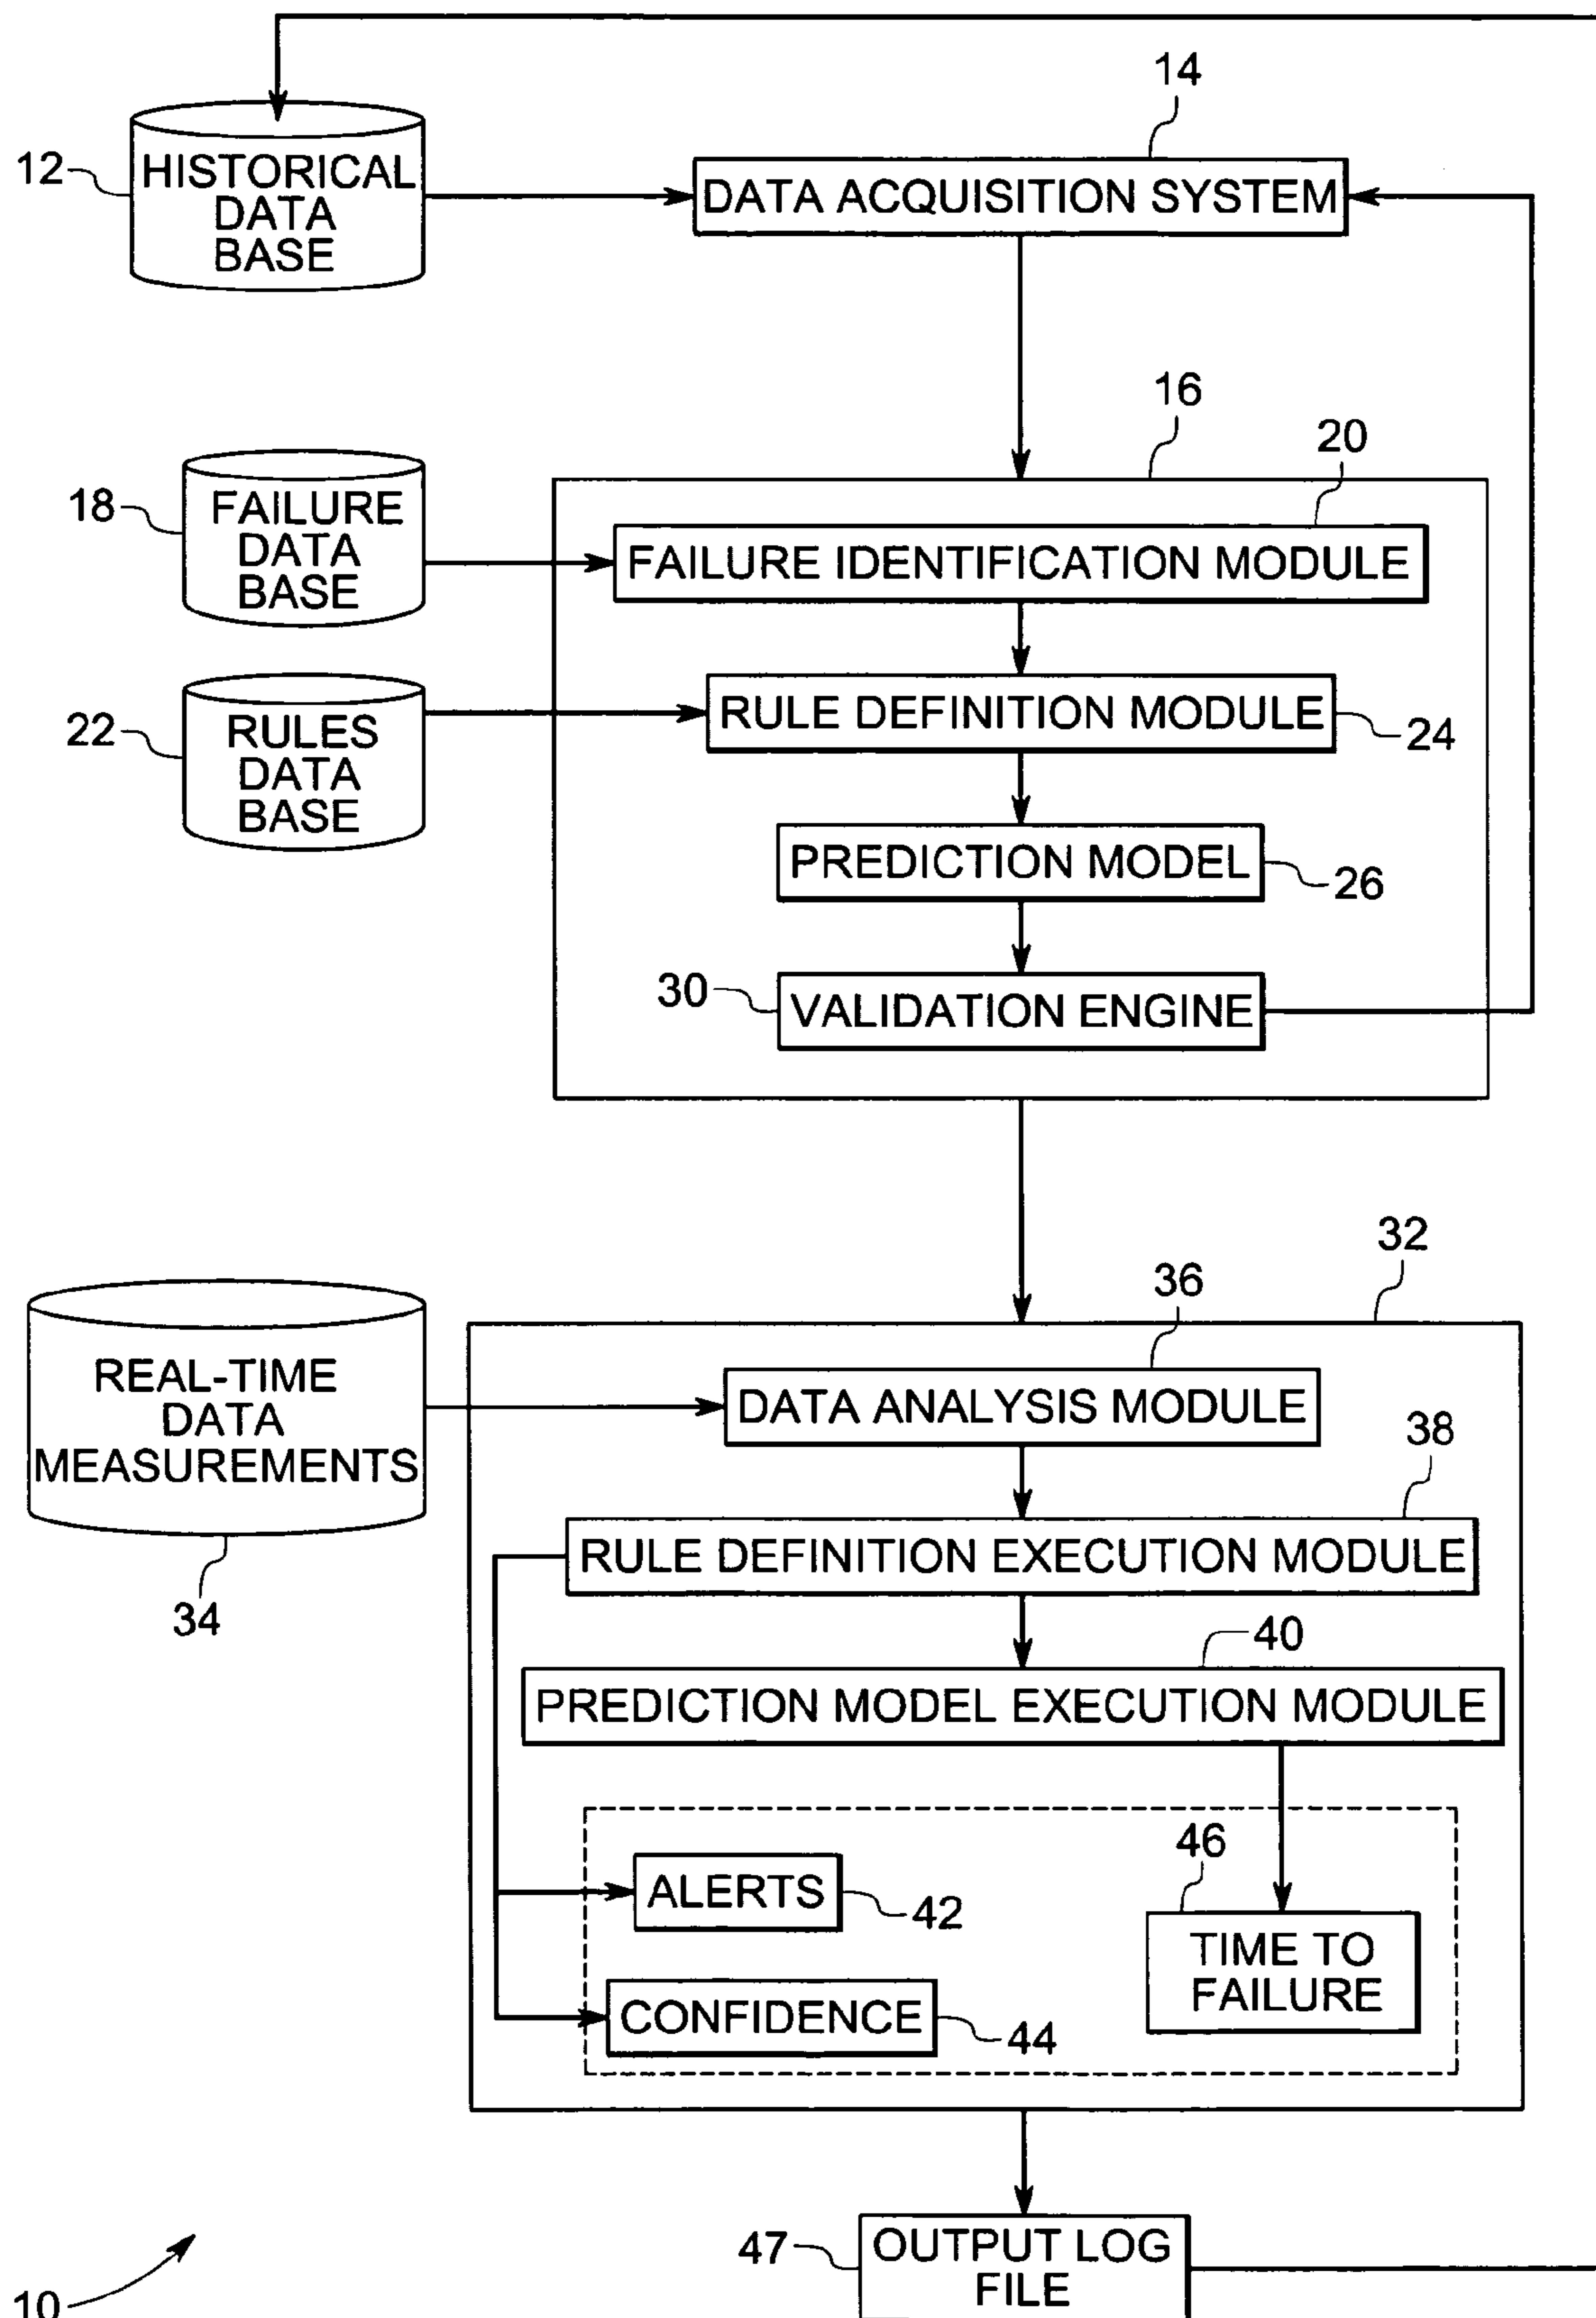 14
12
HISTORICAL
DATA
BASE
DATA ACQUISITION SYSTEM
16
20
18
FAILURE
DATA
BASE
FAILURE IDENTIFICATION MODULE
22
RULES
DATA
BASE
RULE DEFINITION MODULE
24
PREDICTION MODEL
26
30
VALIDATION ENGINE
32
36
REAL-TIME
DATA
MEASUREMENTS
34
DATA ANALYSIS MODULE
38
RULE DEFINITION EXECUTION MODULE
40
PREDICTION MODEL EXECUTION MODULE
46
ALERTS
42
TIME TO
FAILURE
CONFIDENCE
44
47
OUTPUT LOG
FILE
10